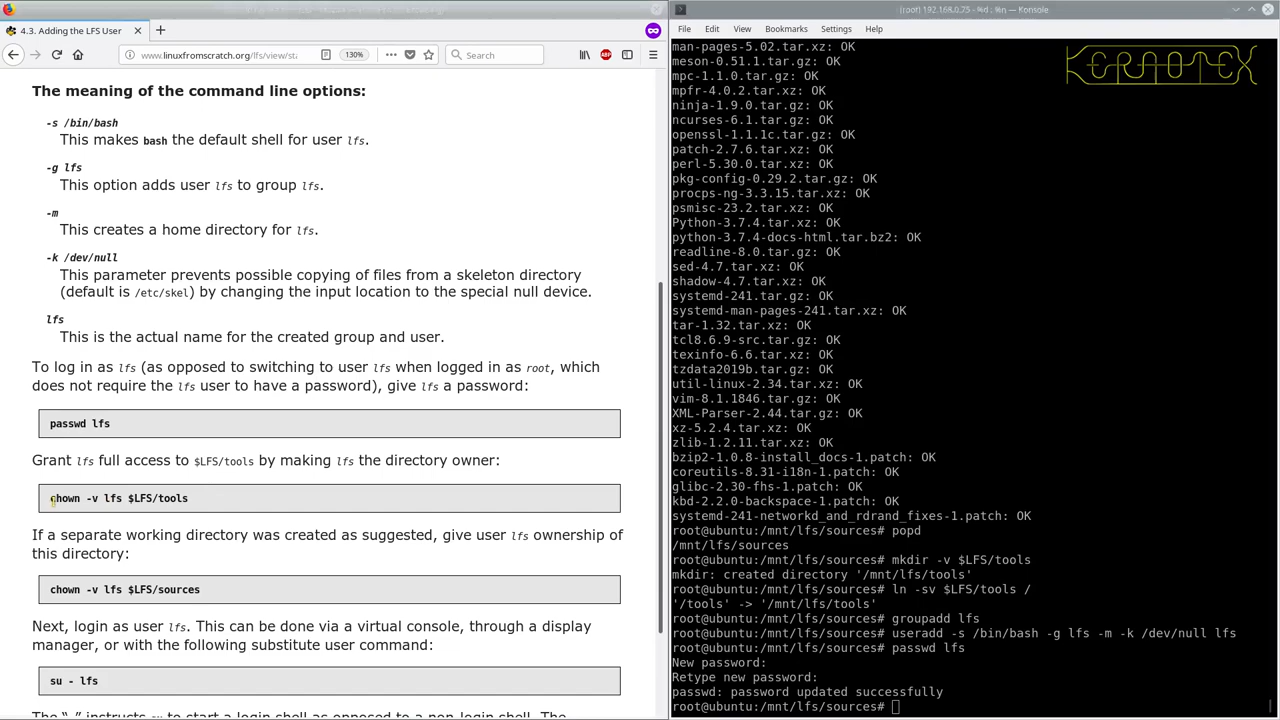 4.3. Adding the LFS User
www.linuxfromscratch.org/lfs/view/sta
130%
Search
The meaning of the command line options:
-s /bin/bash
This makes bash the default shell for user lfs.
-g lfs
This option adds user lfs to group lfs.
-m
This creates a home directory for lfs.
-k /dev/null
This parameter prevents possible copying of files from a skeleton directory
(default is /etc/skel) by changing the input location to the special null device.
lfs
This is the actual name for the created group and user.
To log in as lfs (as opposed to switching to user lfs when logged in as root, which
does not require the lfs user to have a password), give lfs a password:
passwd lfs
Grant lfs full access to $LFS/tools by making lfs the directory owner:
chown -v lfs $LFS/tools
If a separate working directory was created as suggested, give user lfs ownership of
this directory:
chown -v lfs $LFS/sources
Next, login as user lfs. This can be done via a virtual console, through a display
manager, or with the following substitute user command:
su - lfs
The “-” instructs su to start a login shell as opposed to a non-login shell. The
(root) 192.168.0.75 - %d : %n — Konsole
File Edit View Bookmarks Settings Help
KERAOTEX
man-pages-5.02.tar.xz: OK
meson-0.51.1.tar.gz: OK
mpc-1.1.0.tar.gz: OK
mpfr-4.0.2.tar.xz: OK
ninja-1.9.0.tar.gz: OK
ncurses-6.1.tar.gz: OK
openssl-1.1.1c.tar.gz: OK
patch-2.7.6.tar.xz: OK
perl-5.30.0.tar.xz: OK
pkg-config-0.29.2.tar.gz: OK
procps-ng-3.3.15.tar.xz: OK
psmisc-23.2.tar.xz: OK
Python-3.7.4.tar.xz: OK
python-3.7.4-docs-html.tar.bz2: OK
readline-8.0.tar.gz: OK
sed-4.7.tar.xz: OK
shadow-4.7.tar.xz: OK
systemd-241.tar.gz: OK
systemd-man-pages-241.tar.xz: OK
tar-1.32.tar.xz: OK
tcl8.6.9-src.tar.gz: OK
texinfo-6.6.tar.xz: OK
tzdata2019b.tar.gz: OK
util-linux-2.34.tar.xz: OK
vim-8.1.1846.tar.gz: OK
XML-Parser-2.44.tar.gz: OK
xz-5.2.4.tar.xz: OK
zlib-1.2.11.tar.xz: OK
bzip2-1.0.8-install_docs-1.patch: OK
coreutils-8.31-i18n-1.patch: OK
glibc-2.30-fhs-1.patch: OK
kbd-2.2.0-backspace-1.patch: OK
systemd-241-networkd_and_rdrand_fixes-1.patch: OK
root@ubuntu:/mnt/lfs/sources# popd
/mnt/lfs/sources
root@ubuntu:/mnt/lfs/sources# mkdir -v $LFS/tools
mkdir: created directory '/mnt/lfs/tools'
root@ubuntu:/mnt/lfs/sources# ln -sv $LFS/tools /
'/tools' -> '/mnt/lfs/tools'
root@ubuntu:/mnt/lfs/sources# groupadd lfs
root@ubuntu:/mnt/lfs/sources# useradd -s /bin/bash -g lfs -m -k /dev/null lfs
root@ubuntu:/mnt/lfs/sources# passwd lfs
New password:
Retype new password:
passwd: password updated successfully
root@ubuntu:/mnt/lfs/sources#